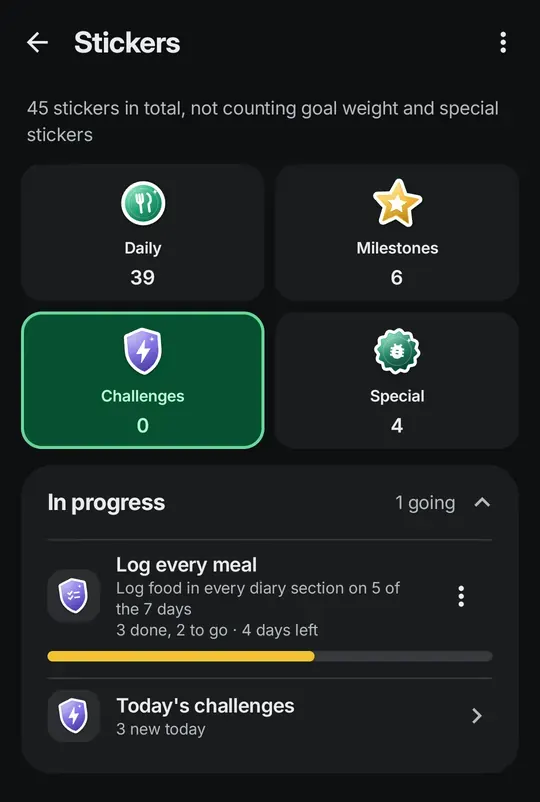 Stickers
45 stickers in total, not counting goal weight and special
stickers
Daily
39
Milestones
6
Challenges
0
Special
4
In progress
1 going
Log every meal
Log food in every diary section on 5 of
the 7 days
3 done, 2 to go · 4 days left
Today's challenges
3 new today